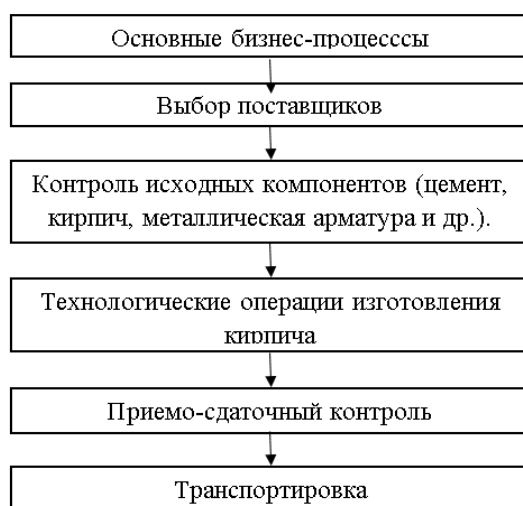 Основные бизнес-процесссы
Выбор поставщиков
Контроль исходных компонентов (цемент,
кирпич, металлическая арматура и др.).
Технологические операции изготовления
кирпича
Приемо-сдаточный контроль
Транспортировка